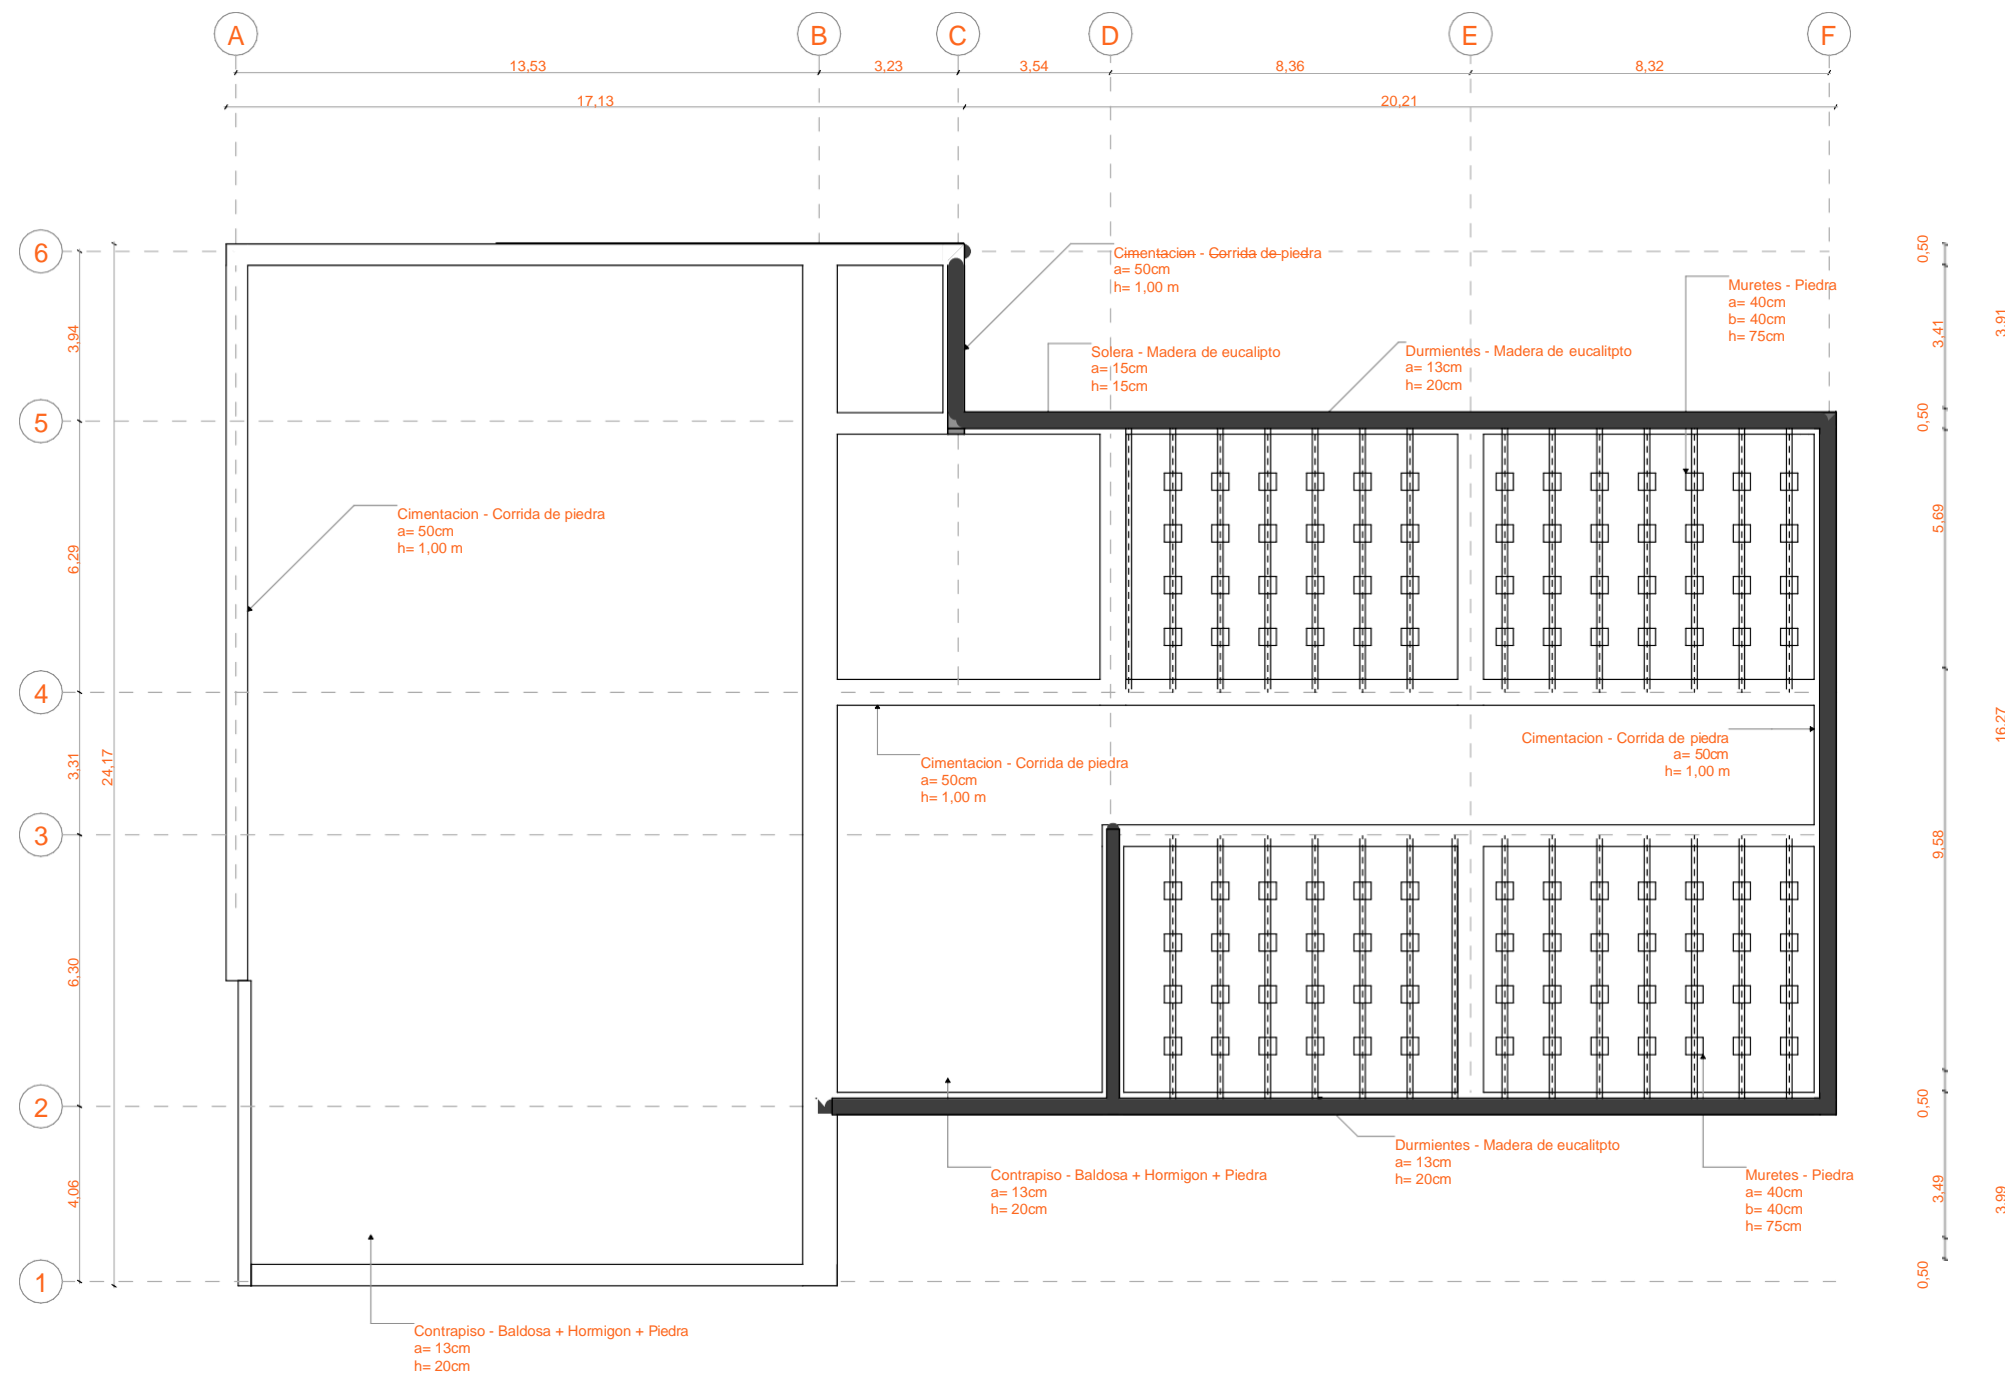 A B C D E F
13,53 3,23 3,54 8,36 8,32
17,13 20,21
6
5
4
3
2
1
3,94
6,29
3,31
6,30
4,06
24,17
Cimentacion - Corrida de piedra
a= 50cm
h= 1,00 m
Muretes - Piedra
a= 40cm
b= 40cm
h= 75cm
Solera - Madera de eucalipto
a= 15cm
h= 15cm
Durmientes - Madera de eucalitpto
a= 13cm
h= 20cm
Cimentacion - Corrida de piedra
a= 50cm
h= 1,00 m
Cimentacion - Corrida de piedra
a= 50cm
h= 1,00 m
Cimentacion - Corrida de piedra
a= 50cm
h= 1,00 m
Durmientes - Madera de eucalitpto
a= 13cm
h= 20cm
Contrapiso - Baldosa + Hormigon + Piedra
a= 13cm
h= 20cm
Muretes - Piedra
a= 40cm
b= 40cm
h= 75cm
Contrapiso - Baldosa + Hormigon + Piedra
a= 13cm
h= 20cm
0,50
3,41
0,50
5,69
9,58
0,50
3,49
0,50
3,91
16,27
3,99